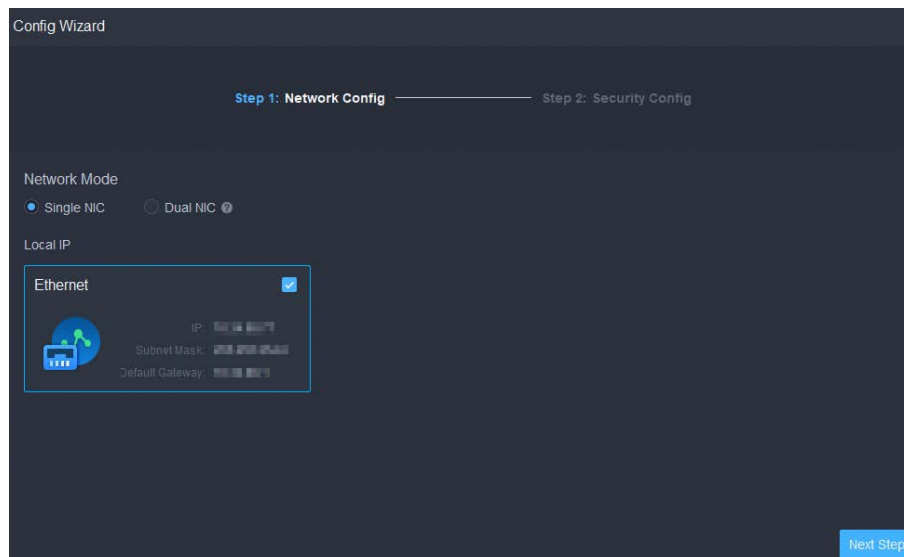 Config Wizard
Step 1: Network Config Step 2: Security Config
Network Mode
Single NIC Dual NIC
Local IP
Ethernet
IP:
Subnet Mask:
Default Gateway:
Next Step